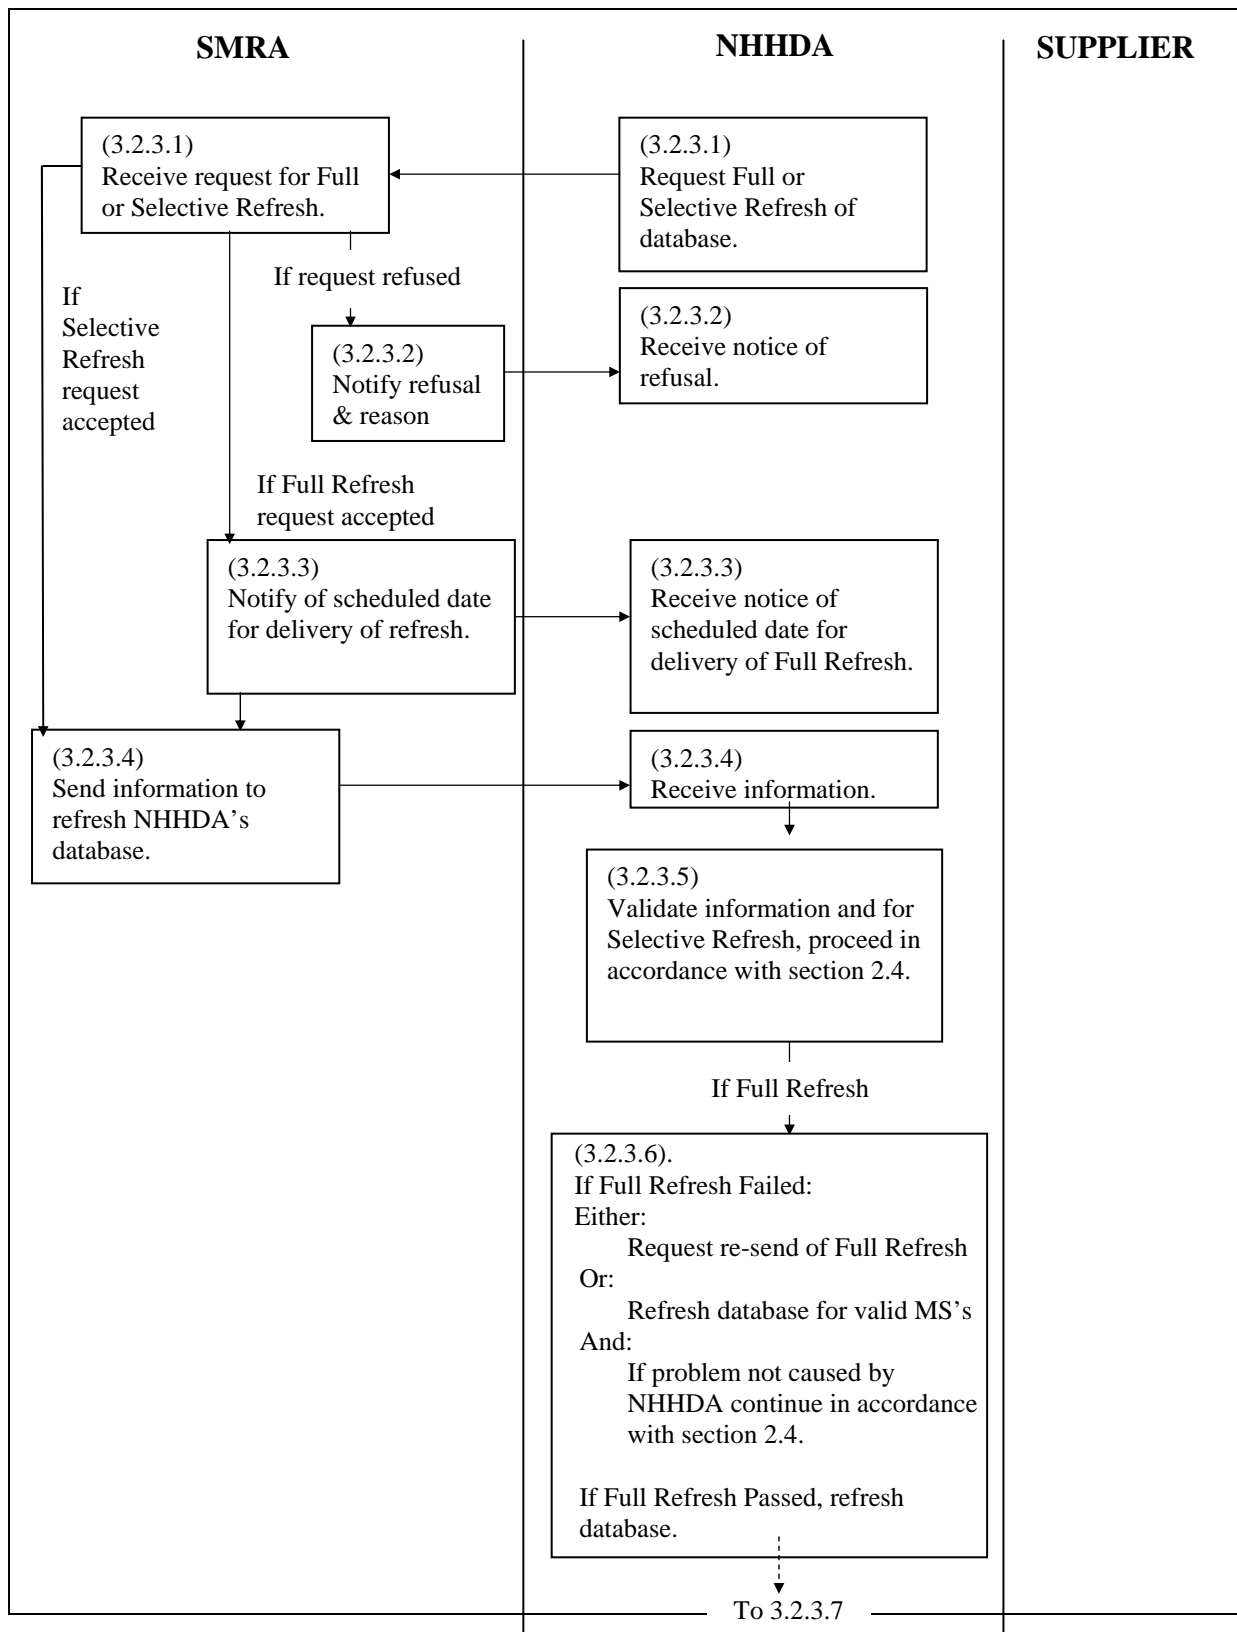 SMRA
NHHDA
SUPPLIER
(3.2.3.1)
Receive request for Full
or Selective Refresh.
(3.2.3.1)
Request Full or
Selective Refresh of
database.
If request refused
If
Selective
Refresh
request
accepted
(3.2.3.2)
Notify refusal
& reason
(3.2.3.2)
Receive notice of
refusal.
If Full Refresh
request accepted
(3.2.3.3)
Notify of scheduled date
for delivery of refresh.
(3.2.3.3)
Receive notice of
scheduled date for
delivery of Full Refresh.
(3.2.3.4)
Send information to
refresh NHHDA’s
database.
(3.2.3.4)
Receive information.
(3.2.3.5)
Validate information and for
Selective Refresh, proceed in
accordance with section 2.4.
If Full Refresh
(3.2.3.6).
If Full Refresh Failed:
Either:
Request re-send of Full Refresh
Or:
Refresh database for valid MS’s
And:
If problem not caused by
NHHDA continue in accordance
with section 2.4.
If Full Refresh Passed, refresh
database.
To 3.2.3.7